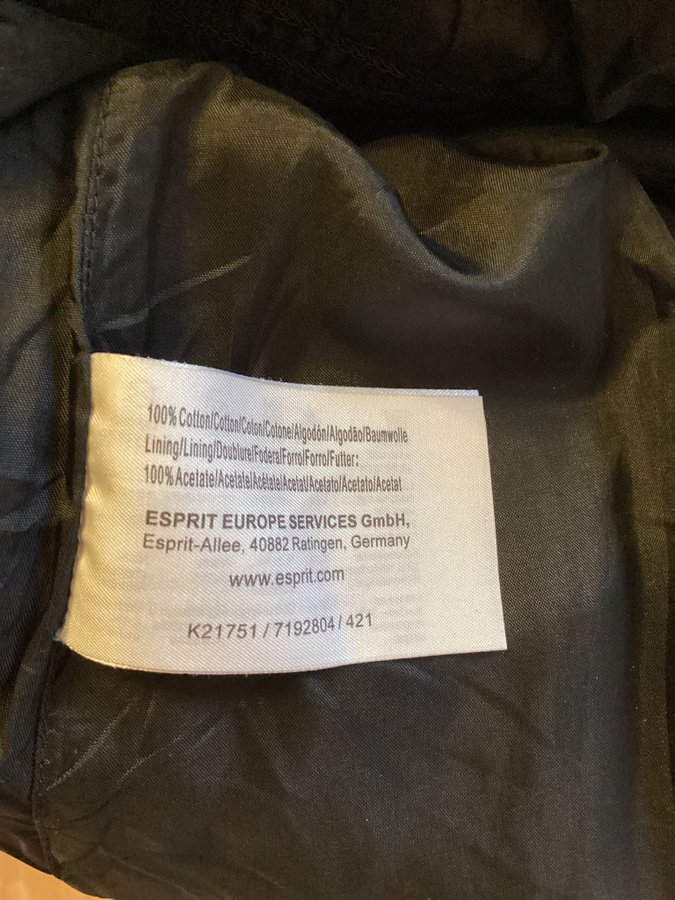 100% Cotton/Cotton/Coton/Cotone/Algodón/Algodão/Baumwolle
Lining/Lining/Doublure/Fodera/Forro/Forro/Futter:
100% Acetate/Acetate/Acétate/Acetat/Acetato/Acetato/Acetat
ESPRIT EUROPE SERVICES GmbH,
Esprit-Allee, 40882 Ratingen, Germany
www.esprit.com
K21751 / 7192804 / 421